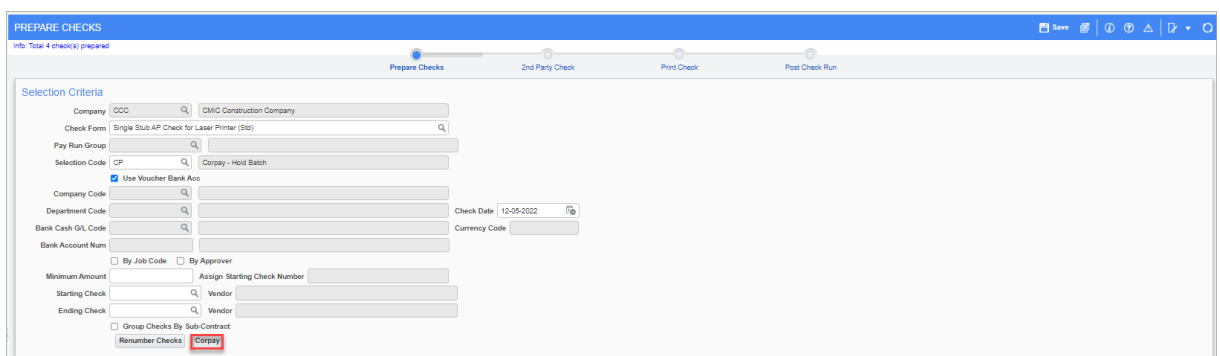 PREPARE CHECKS
Save
Info: Total 4 check(s) prepared
Prepare Checks 2nd Party Check Print Check Post Check Run
Selection Criteria
Company CCC CMiC Construction Company
Check Form Single Stub AP Check for Laser Printer (Std)
Pay Run Group
Selection Code CP Corpay - Hold Batch
Use Voucher Bank Acc
Company Code
Department Code Check Date 12-05-2022
Bank Cash G/L Code Currency Code
Bank Account Num
By Job Code By Approver
Minimum Amount Assign Starting Check Number
Starting Check Vendor
Ending Check Vendor
Group Checks By Sub-Contract
Renumber Checks Corpay